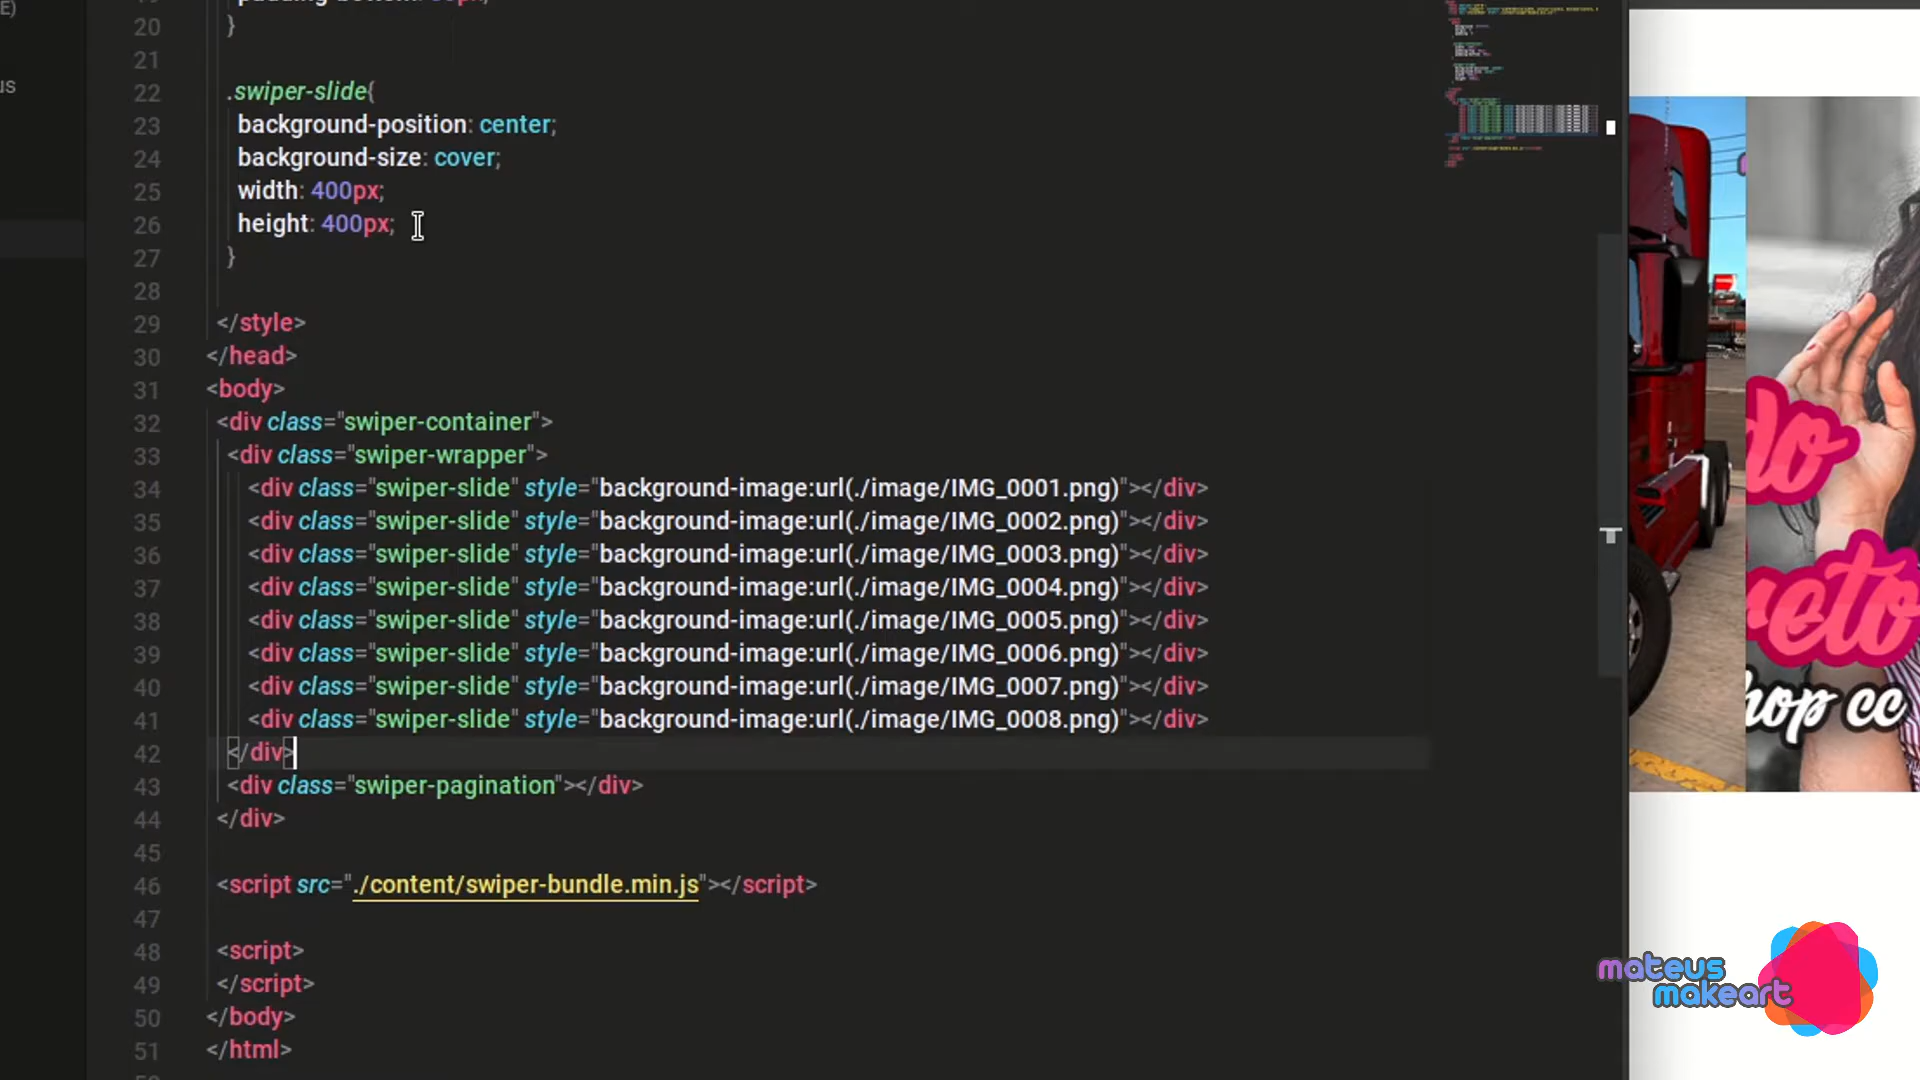 E)
us
20 }
21
22 .swiper-slide{
23 background-position: center;
24 background-size: cover;
25 width: 400px;
26 height: 400px;
27 }
28
29 </style>
30 </head>
31 <body>
32 <div class="swiper-container">
33 <div class="swiper-wrapper">
34 <div class="swiper-slide" style="background-image:url(./image/IMG_0001.png)"></div>
35 <div class="swiper-slide" style="background-image:url(./image/IMG_0002.png)"></div>
36 <div class="swiper-slide" style="background-image:url(./image/IMG_0003.png)"></div>
37 <div class="swiper-slide" style="background-image:url(./image/IMG_0004.png)"></div>
38 <div class="swiper-slide" style="background-image:url(./image/IMG_0005.png)"></div>
39 <div class="swiper-slide" style="background-image:url(./image/IMG_0006.png)"></div>
40 <div class="swiper-slide" style="background-image:url(./image/IMG_0007.png)"></div>
41 <div class="swiper-slide" style="background-image:url(./image/IMG_0008.png)"></div>
42 </div>
43 <div class="swiper-pagination"></div>
44 </div>
45
46 <script src="./content/swiper-bundle.min.js"></script>
47
48 <script>
49 </script>
50 </body>
51 </html>
do
reto
hop cc
mateus
makeart